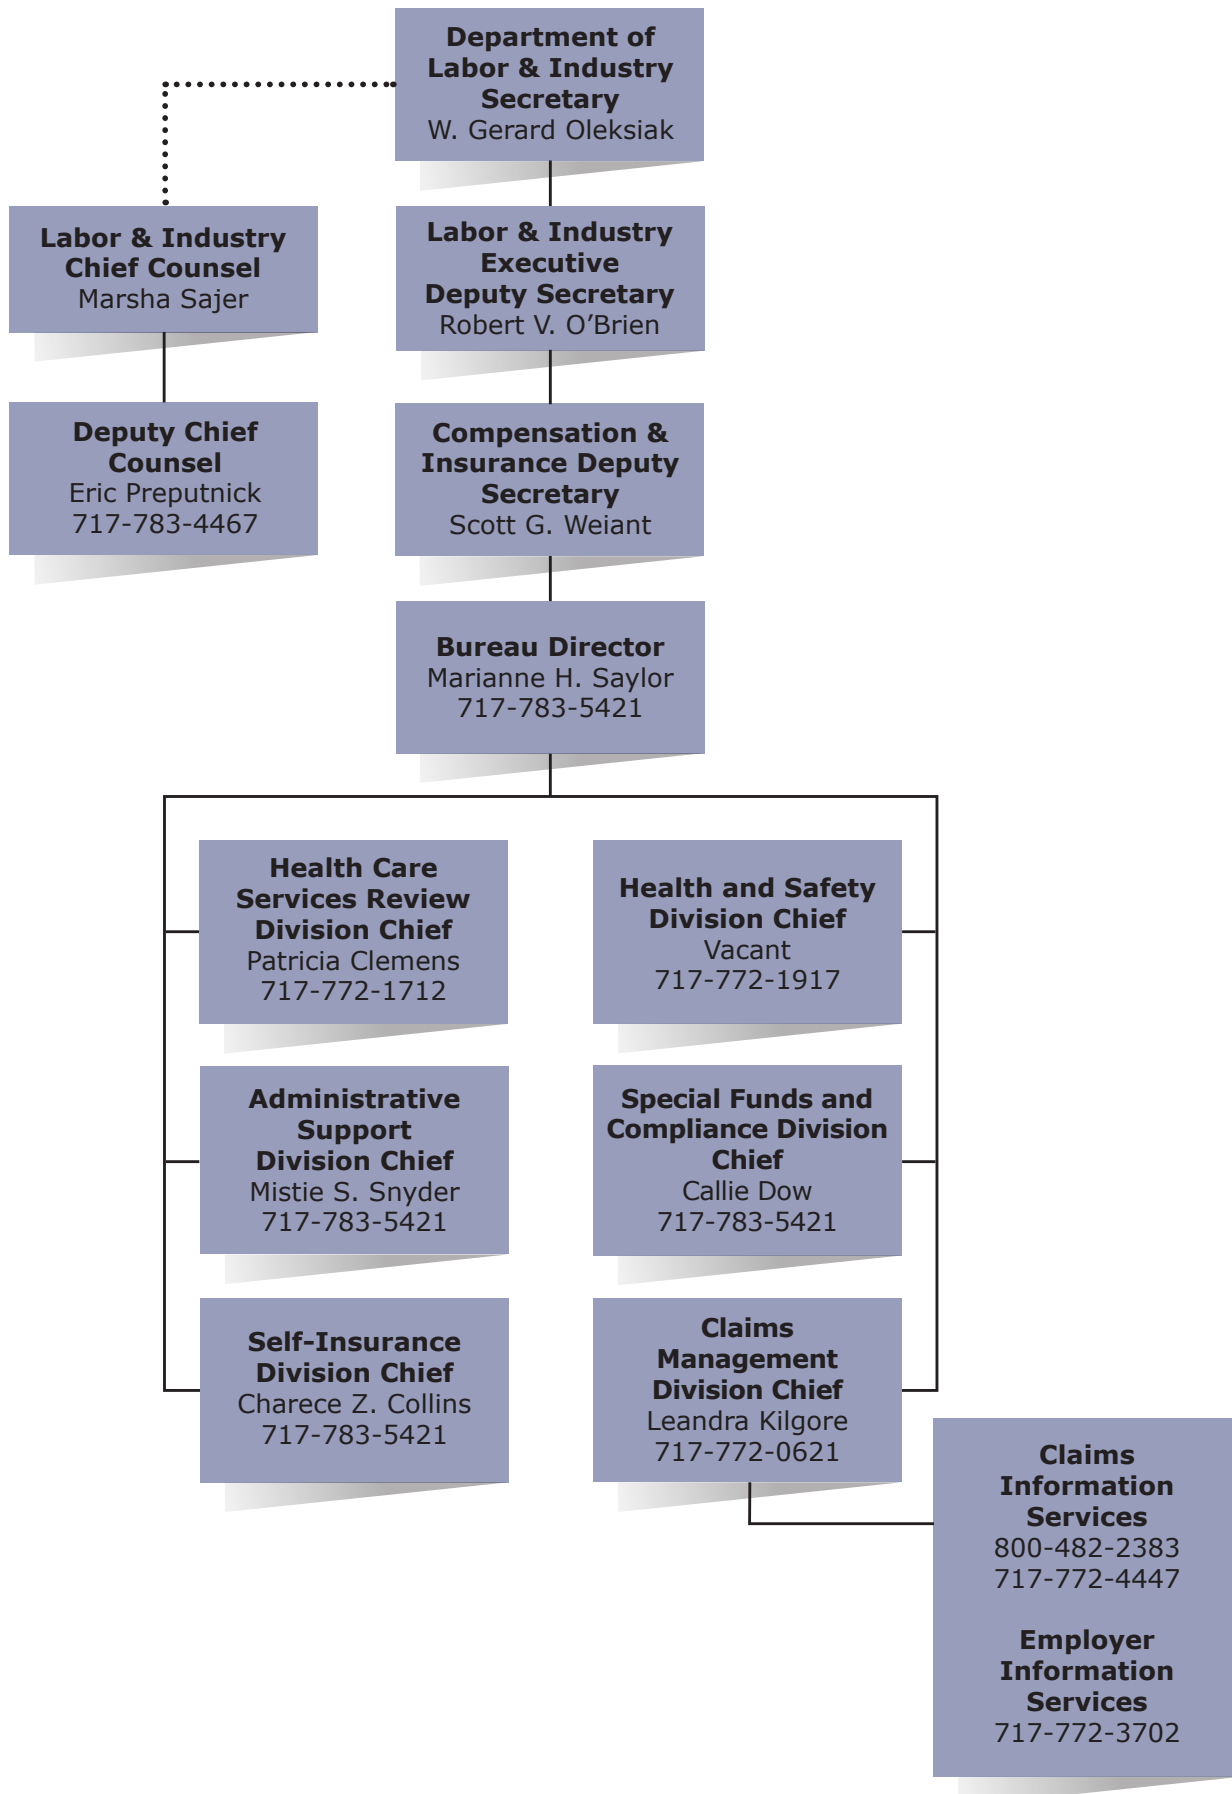 Department of
Labor & Industry
Secretary
W. Gerard Oleksiak
Labor & Industry
Chief Counsel
Marsha Sajer
Labor & Industry
Executive
Deputy Secretary
Robert V. O’Brien
Deputy Chief
Counsel
Eric Preputnick
717-783-4467
Compensation &
Insurance Deputy
Secretary
Scott G. Weiant
Bureau Director
Marianne H. Saylor
717-783-5421
Health Care
Services Review
Division Chief
Patricia Clemens
717-772-1712
Health and Safety
Division Chief
Vacant
717-772-1917
Administrative
Support
Division Chief
Mistie S. Snyder
717-783-5421
Special Funds and
Compliance Division
Chief
Callie Dow
717-783-5421
Self-Insurance
Division Chief
Charece Z. Collins
717-783-5421
Claims
Management
Division Chief
Leandra Kilgore
717-772-0621
Claims
Information
Services
800-482-2383
717-772-4447
Employer
Information
Services
717-772-3702